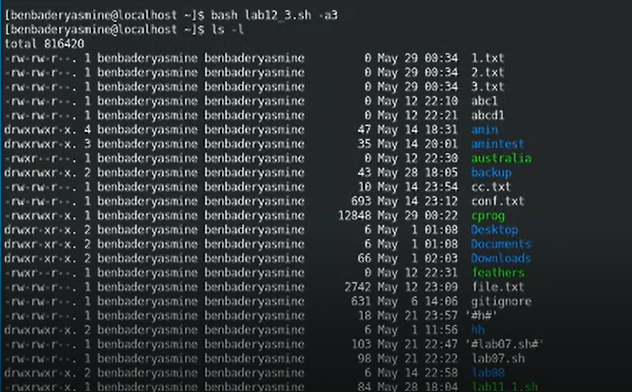 [benbaderyasmine@localhost ~]$ bash lab12_3.sh -a3
[benbaderyasmine@localhost ~]$ ls -l
total 816420
-rw-rw-r--. 1 benbaderyasmine benbaderyasmine 0 May 29 00:34 1.txt
-rw-rw-r--. 1 benbaderyasmine benbaderyasmine 0 May 29 00:34 2.txt
-rw-rw-r--. 1 benbaderyasmine benbaderyasmine 0 May 29 00:34 3.txt
-rw-rw-r--. 1 benbaderyasmine benbaderyasmine 0 May 12 22:10 abc1
-rw-rw-r--. 1 benbaderyasmine benbaderyasmine 0 May 12 22:21 abcd1
drwxrwxr-x. 4 benbaderyasmine benbaderyasmine 47 May 14 18:31 amin
drwxrwxr-x. 3 benbaderyasmine benbaderyasmine 35 May 14 20:01 amintest
-rwxr--r--. 1 benbaderyasmine benbaderyasmine 0 May 12 22:30 australia
drwxrwxr-x. 2 benbaderyasmine benbaderyasmine 43 May 28 18:05 backup
-rw-rw-r--. 1 benbaderyasmine benbaderyasmine 10 May 14 23:54 cc.txt
-rw-rw-r--. 1 benbaderyasmine benbaderyasmine 693 May 14 23:12 conf.txt
-rwxrwxr-x. 1 benbaderyasmine benbaderyasmine 12848 May 29 00:22 cprog
drwxr-xr-x. 2 benbaderyasmine benbaderyasmine 6 May 1 01:08 Desktop
drwxr-xr-x. 2 benbaderyasmine benbaderyasmine 6 May 1 01:08 Documents
drwxr-xr-x. 2 benbaderyasmine benbaderyasmine 66 May 1 02:03 Downloads
-rwxr--r--. 1 benbaderyasmine benbaderyasmine 0 May 12 22:31 feathers
-rw-rw-r--. 1 benbaderyasmine benbaderyasmine 2742 May 12 23:09 file.txt
-rw-rw-r--. 1 benbaderyasmine benbaderyasmine 631 May 6 14:06 gitignore
-rw-rw-r--. 1 benbaderyasmine benbaderyasmine 18 May 21 23:57 '#h#'
drwxrwxr-x. 2 benbaderyasmine benbaderyasmine 6 May 1 11:56 hh
-rw-rw-r--. 1 benbaderyasmine benbaderyasmine 103 May 21 22:47 '#lab07.sh#'
-rw-rw-r--. 1 benbaderyasmine benbaderyasmine 98 May 21 22:22 lab07.sh
drwxrwxr-x. 2 benbaderyasmine benbaderyasmine 6 May 14 22:58 lab08
-rwxrwxr-x. 1 benbaderyasmine benbaderyasmine 84 May 28 18:04 lab11_1.sh